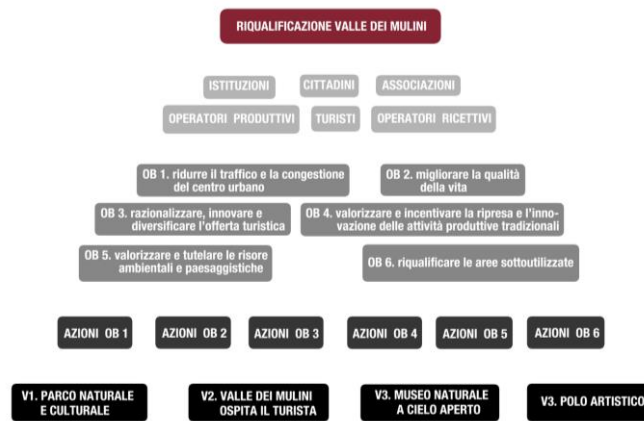 RIQUALIFICAZIONE VALLE DEI MULINI
ISTITUZIONI
CITTADINI
ASSOCIAZIONI
OPERATORI PRODUTTIVI
TURISTI
OPERATORI RICETTIVI
OB 1. ridurre il traffico e la congestione
del centro urbano
OB 2. migliorare la qualità
della vita
OB 3. razionalizzare, innovare e
diversificare l'offerta turistica
OB 4. valorizzare e incentivare la ripresa e l'inno-
vazione delle attività produttive tradizionali
OB 5. valorizzare e tutelare le risore
ambientali e paesaggistiche
OB 6. riqualificare le aree sottoutilizzate
AZIONI OB 1
AZIONI OB 2
AZIONI OB 3
AZIONI OB 4
AZIONI OB 5
AZIONI OB 6
V1. PARCO NATURALE
E CULTURALE
V2. VALLE DEI MULINI
OSPITA IL TURISTA
V3. MUSEO NATURALE
A CIELO APERTO
V3. POLO ARTISTICO